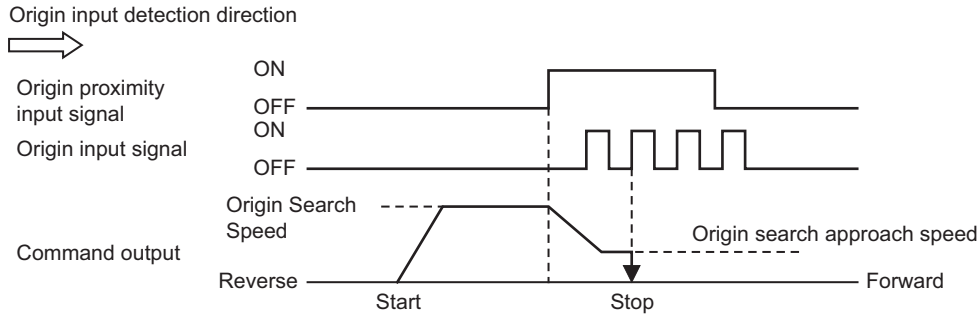 Origin input detection direction
Origin proximity
input signal
ON
OFF
Origin input signal
ON
OFF
Command output
Origin Search
Speed
Origin search approach speed
Reverse
Forward
Start
Stop